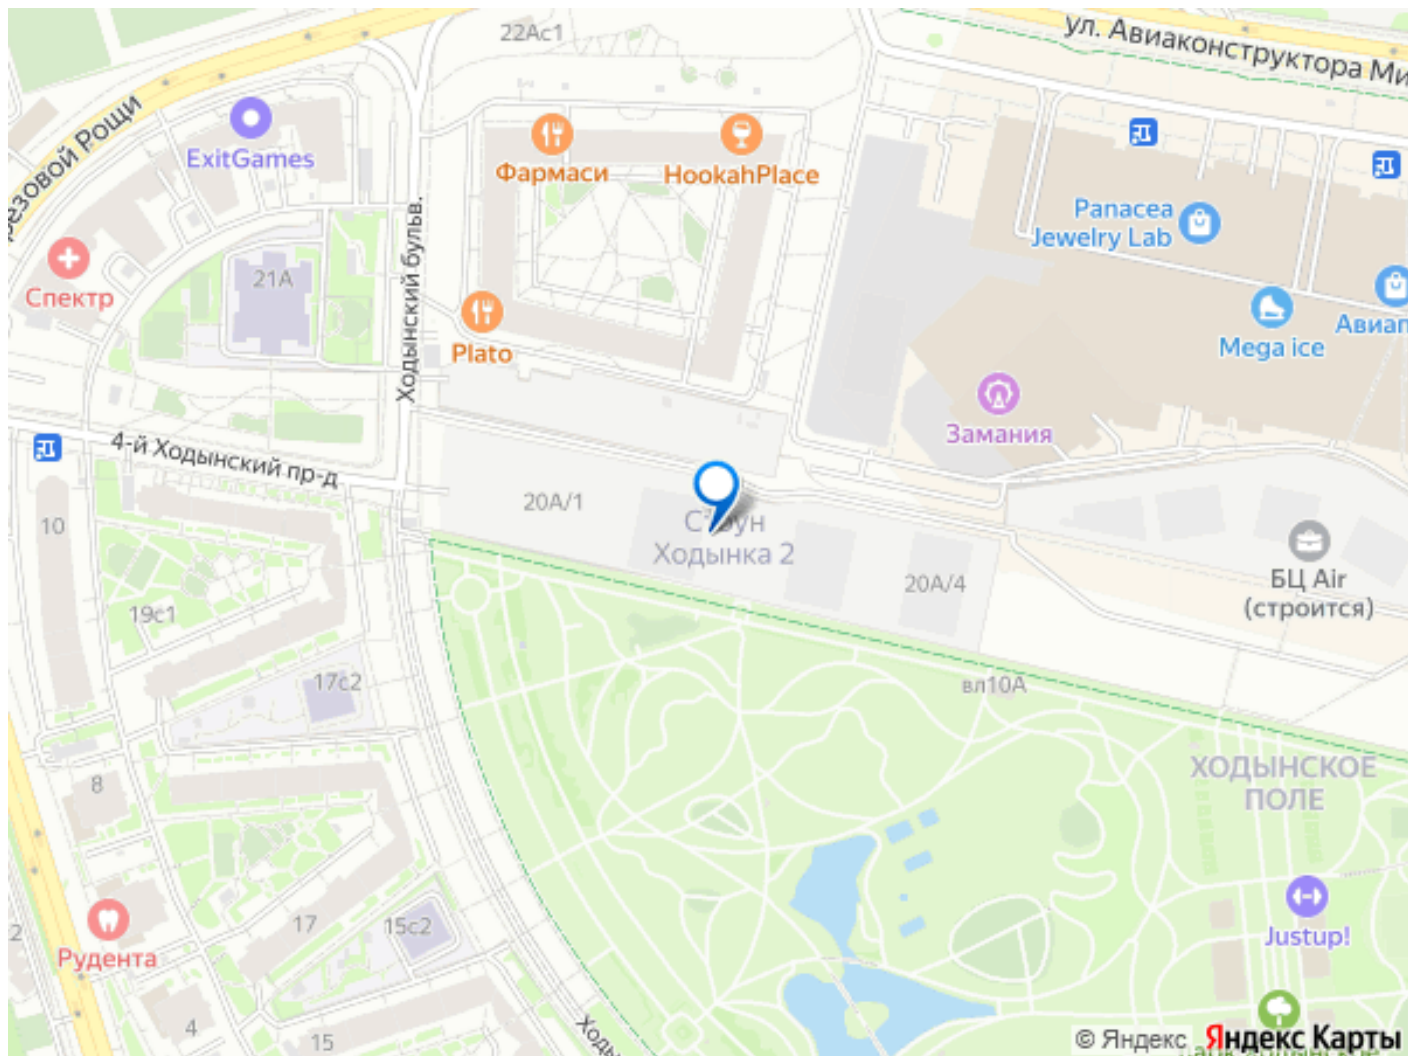 22Ас1
ул. Авиаконструктора Ми
резовой Рощи
ExitGames
Фармаси
HookahPlace
Panacea
Jewelry Lab
Ходынский бульв.
Спектр
21А
Plato
Mega ice
Авиап
Замания
4-й Ходынский пр-д
10
20А/1
Ходынка 2
20А/4
БЦ Air
(строится)
19с1
17с2
вл10А
ХОДЫНСКОЕ
ПОЛЕ
8
17
15с2
2
Рудента
Justup!
4
15
Ходы
© Яндекс
Яндекс Карты